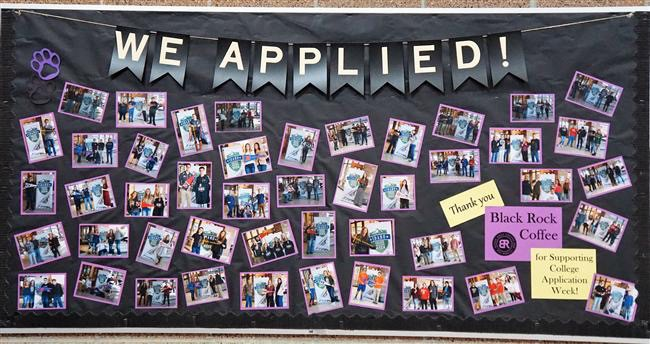 WE APPLIED!
Thank you
Black Rock
Coffee
BR
for Supporting
College
Application
Week!